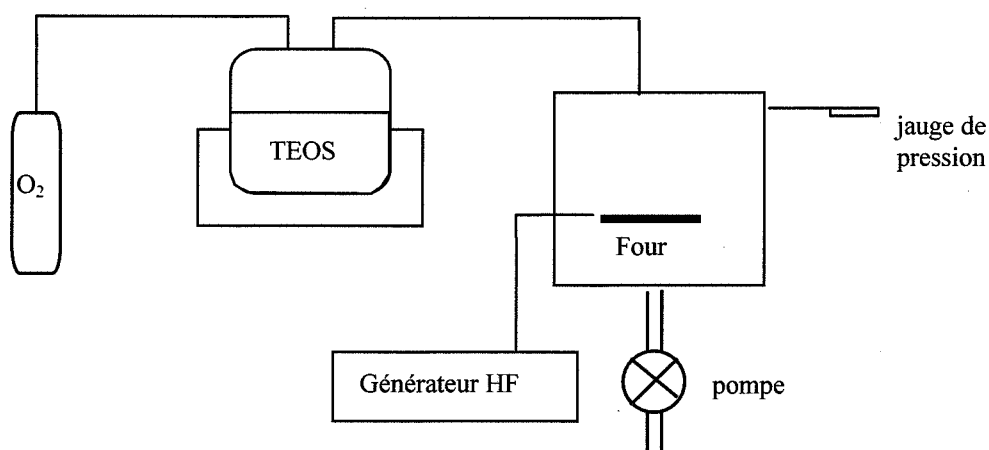 O₂
TEOS
jauge de
pression
Four
Générateur HF
pompe